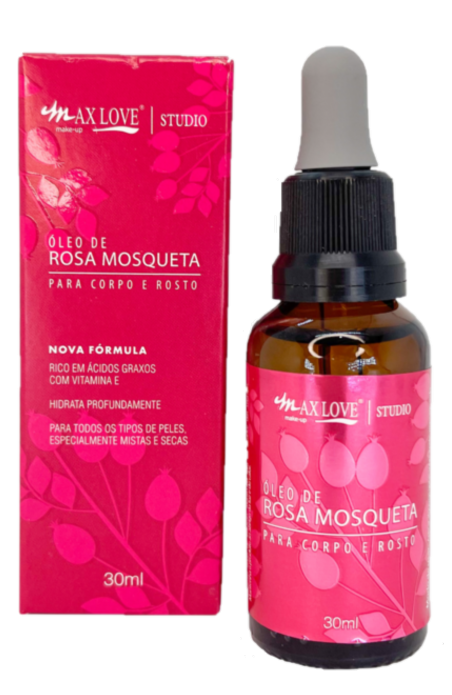 MAX LOVE® | STUDIO
make-up
ÓLEO DE
ROSA MOSQUETA
PARA CORPO E ROSTO
NOVA FÓRMULA
RICO EM ÁCIDOS GRAXOS
COM VITAMINA E
HIDRATA PROFUNDAMENTE
PARA TODOS OS TIPOS DE PELES,
ESPECIALMENTE MISTAS E SECAS
30ml
MAX LOVE® | STUDIO
make-up
ÓLEO DE
ROSA MOSQUETA
PARA CORPO E ROSTO
30ml